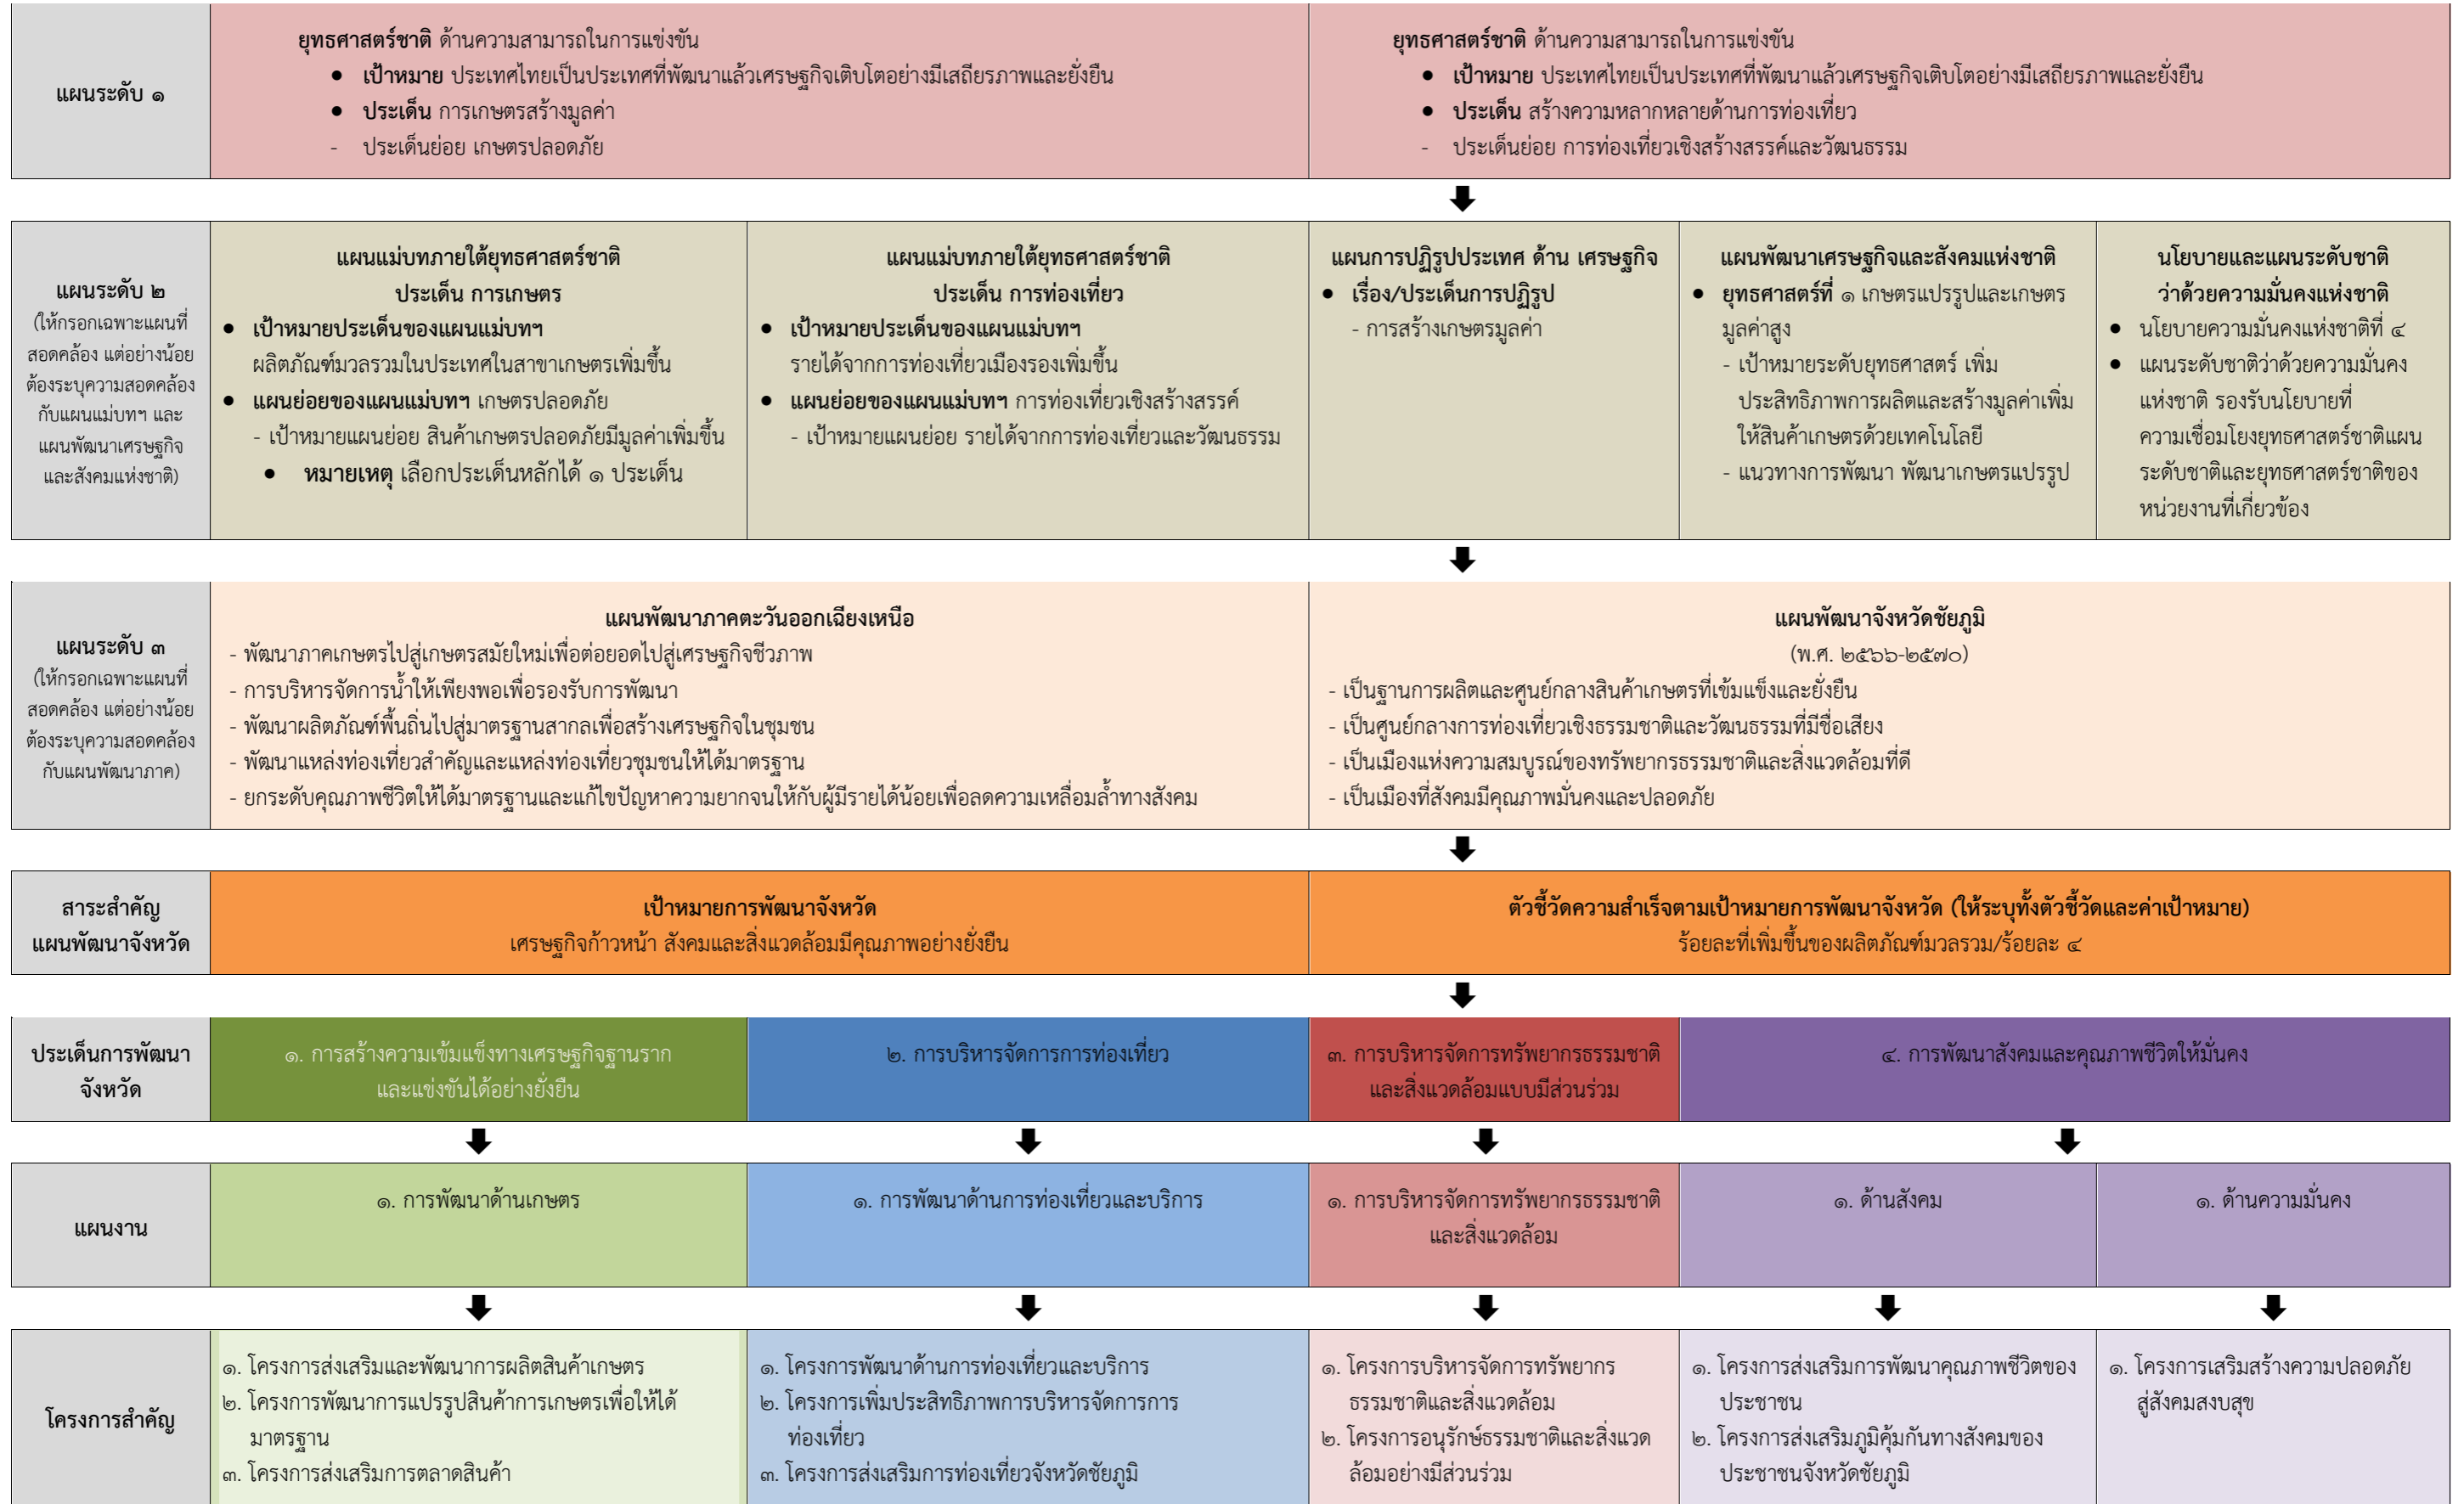 แผนระดับ ๑
ยุทธศาสตร์ชาติ ด้านความสามารถในการแข่งขัน
● เป้าหมาย ประเทศไทยเป็นประเทศที่พัฒนาแล้วเศรษฐกิจเติบโตอย่างมีเสถียรภาพและยั่งยืน
● ประเด็น การเกษตรสร้างมูลค่า
- ประเด็นย่อย เกษตรปลอดภัย
ยุทธศาสตร์ชาติ ด้านความสามารถในการแข่งขัน
● เป้าหมาย ประเทศไทยเป็นประเทศที่พัฒนาแล้วเศรษฐกิจเติบโตอย่างมีเสถียรภาพและยั่งยืน
● ประเด็น สร้างความหลากหลายด้านการท่องเที่ยว
- ประเด็นย่อย การท่องเที่ยวเชิงสร้างสรรค์และวัฒนธรรม
แผนระดับ ๒
(ให้กรอกเฉพาะแผนที่
สอดคล้อง แต่อย่างน้อย
ต้องระบุความสอดคล้อง
กับแผนแม่บทฯ และ
แผนพัฒนาเศรษฐกิจ
และสังคมแห่งชาติ)
แผนแม่บทภายใต้ยุทธศาสตร์ชาติ
ประเด็น การเกษตร
● เป้าหมายประเด็นของแผนแม่บทฯ
ผลิตภัณฑ์มวลรวมในประเทศในสาขาเกษตรเพิ่มขึ้น
● แผนย่อยของแผนแม่บทฯ เกษตรปลอดภัย
- เป้าหมายแผนย่อย สินค้าเกษตรปลอดภัยมีมูลค่าเพิ่มขึ้น
● หมายเหตุ เลือกประเด็นหลักได้ ๑ ประเด็น
แผนแม่บทภายใต้ยุทธศาสตร์ชาติ
ประเด็น การท่องเที่ยว
● เป้าหมายประเด็นของแผนแม่บทฯ
รายได้จากการท่องเที่ยวเมืองรองเพิ่มขึ้น
● แผนย่อยของแผนแม่บทฯ การท่องเที่ยวเชิงสร้างสรรค์
- เป้าหมายแผนย่อย รายได้จากการท่องเที่ยวและวัฒนธรรม
แผนการปฏิรูปประเทศ ด้าน เศรษฐกิจ
● เรื่อง/ประเด็นการปฏิรูป
- การสร้างเกษตรมูลค่า
แผนพัฒนาเศรษฐกิจและสังคมแห่งชาติ
● ยุทธศาสตร์ที่ ๑ เกษตรแปรรูปและเกษตร
มูลค่าสูง
- เป้าหมายระดับยุทธศาสตร์ เพิ่ม
ประสิทธิภาพการผลิตและสร้างมูลค่าเพิ่ม
ให้สินค้าเกษตรด้วยเทคโนโลยี
- แนวทางการพัฒนา พัฒนาเกษตรแปรรูป
นโยบายและแผนระดับชาติ
ว่าด้วยความมั่นคงแห่งชาติ
● นโยบายความมั่นคงแห่งชาติที่ ๔
● แผนระดับชาติว่าด้วยความมั่นคง
แห่งชาติ รองรับนโยบายที่
ความเชื่อมโยงยุทธศาสตร์ชาติแผน
ระดับชาติและยุทธศาสตร์ชาติของ
หน่วยงานที่เกี่ยวข้อง
แผนระดับ ๓
(ให้กรอกเฉพาะแผนที่
สอดคล้อง แต่อย่างน้อย
ต้องระบุความสอดคล้อง
กับแผนพัฒนาภาค)
แผนพัฒนาภาคตะวันออกเฉียงเหนือ
- พัฒนาภาคเกษตรไปสู่เกษตรสมัยใหม่เพื่อต่อยอดไปสู่เศรษฐกิจชีวภาพ
- การบริหารจัดการน้ำให้เพียงพอเพื่อรองรับการพัฒนา
- พัฒนาผลิตภัณฑ์พื้นถิ่นไปสู่มาตรฐานสากลเพื่อสร้างเศรษฐกิจในชุมชน
- พัฒนาแหล่งท่องเที่ยวสำคัญและแหล่งท่องเที่ยวชุมชนให้ได้มาตรฐาน
- ยกระดับคุณภาพชีวิตให้ได้มาตรฐานและแก้ไขปัญหาความยากจนให้กับผู้มีรายได้น้อยเพื่อลดความเหลื่อมล้ำทางสังคม
แผนพัฒนาจังหวัดชัยภูมิ
(พ.ศ. ๒๕๖๖-๒๕๗๐)
- เป็นฐานการผลิตและศูนย์กลางสินค้าเกษตรที่เข้มแข็งและยั่งยืน
- เป็นศูนย์กลางการท่องเที่ยวเชิงธรรมชาติและวัฒนธรรมที่มีชื่อเสียง
- เป็นเมืองแห่งความสมบูรณ์ของทรัพยากรธรรมชาติและสิ่งแวดล้อมที่ดี
- เป็นเมืองที่สังคมมีคุณภาพมั่นคงและปลอดภัย
สาระสำคัญ
แผนพัฒนาจังหวัด
เป้าหมายการพัฒนาจังหวัด
เศรษฐกิจก้าวหน้า สังคมและสิ่งแวดล้อมมีคุณภาพอย่างยั่งยืน
ตัวชี้วัดความสำเร็จตามเป้าหมายการพัฒนาจังหวัด (ให้ระบุทั้งตัวชี้วัดและค่าเป้าหมาย)
ร้อยละที่เพิ่มขึ้นของผลิตภัณฑ์มวลรวม/ร้อยละ ๔
ประเด็นการพัฒนา
จังหวัด
๑. การสร้างความเข้มแข็งทางเศรษฐกิจฐานราก
และแข่งขันได้อย่างยั่งยืน
๒. การบริหารจัดการการท่องเที่ยว
๓. การบริหารจัดการทรัพยากรธรรมชาติ
และสิ่งแวดล้อมแบบมีส่วนร่วม
๔. การพัฒนาสังคมและคุณภาพชีวิตให้มั่นคง
แผนงาน
๑. การพัฒนาด้านเกษตร
๑. การพัฒนาด้านการท่องเที่ยวและบริการ
๑. การบริหารจัดการทรัพยากรธรรมชาติ
และสิ่งแวดล้อม
๑. ด้านสังคม
๑. ด้านความมั่นคง
โครงการสำคัญ
๑. โครงการส่งเสริมและพัฒนาการผลิตสินค้าเกษตร
๒. โครงการพัฒนาการแปรรูปสินค้าการเกษตรเพื่อให้ได้
มาตรฐาน
๓. โครงการส่งเสริมการตลาดสินค้า
๑. โครงการพัฒนาด้านการท่องเที่ยวและบริการ
๒. โครงการเพิ่มประสิทธิภาพการบริหารจัดการการ
ท่องเที่ยว
๓. โครงการส่งเสริมการท่องเที่ยวจังหวัดชัยภูมิ
๑. โครงการบริหารจัดการทรัพยากร
ธรรมชาติและสิ่งแวดล้อม
๒. โครงการอนุรักษ์ธรรมชาติและสิ่งแวด
ล้อมอย่างมีส่วนร่วม
๑. โครงการส่งเสริมการพัฒนาคุณภาพชีวิตของ
ประชาชน
๒. โครงการส่งเสริมภูมิคุ้มกันทางสังคมของ
ประชาชนจังหวัดชัยภูมิ
๑. โครงการเสริมสร้างความปลอดภัย
สู่สังคมสงบสุข